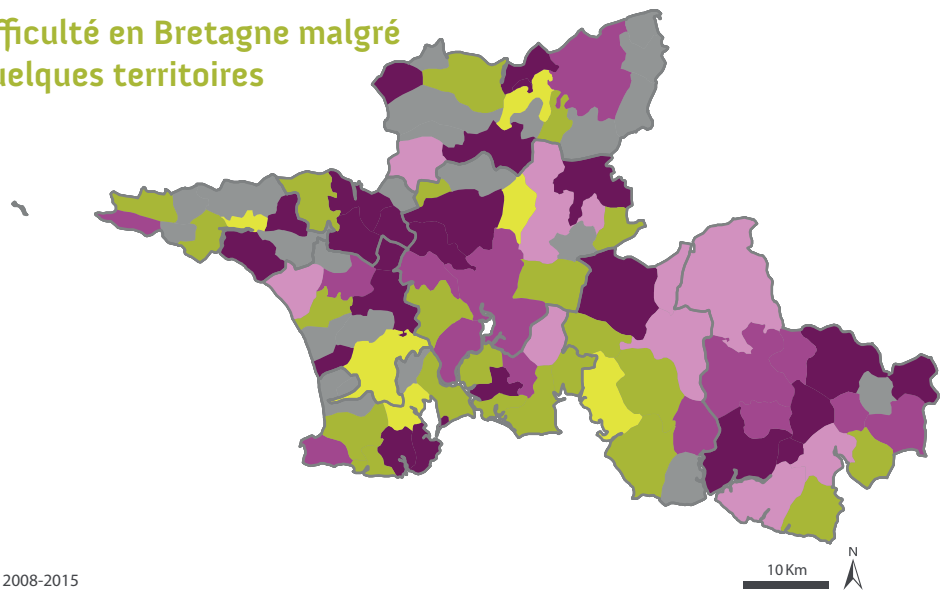 fficulté en Bretagne malgré
uelques territoires
2008-2015
10 Km
N